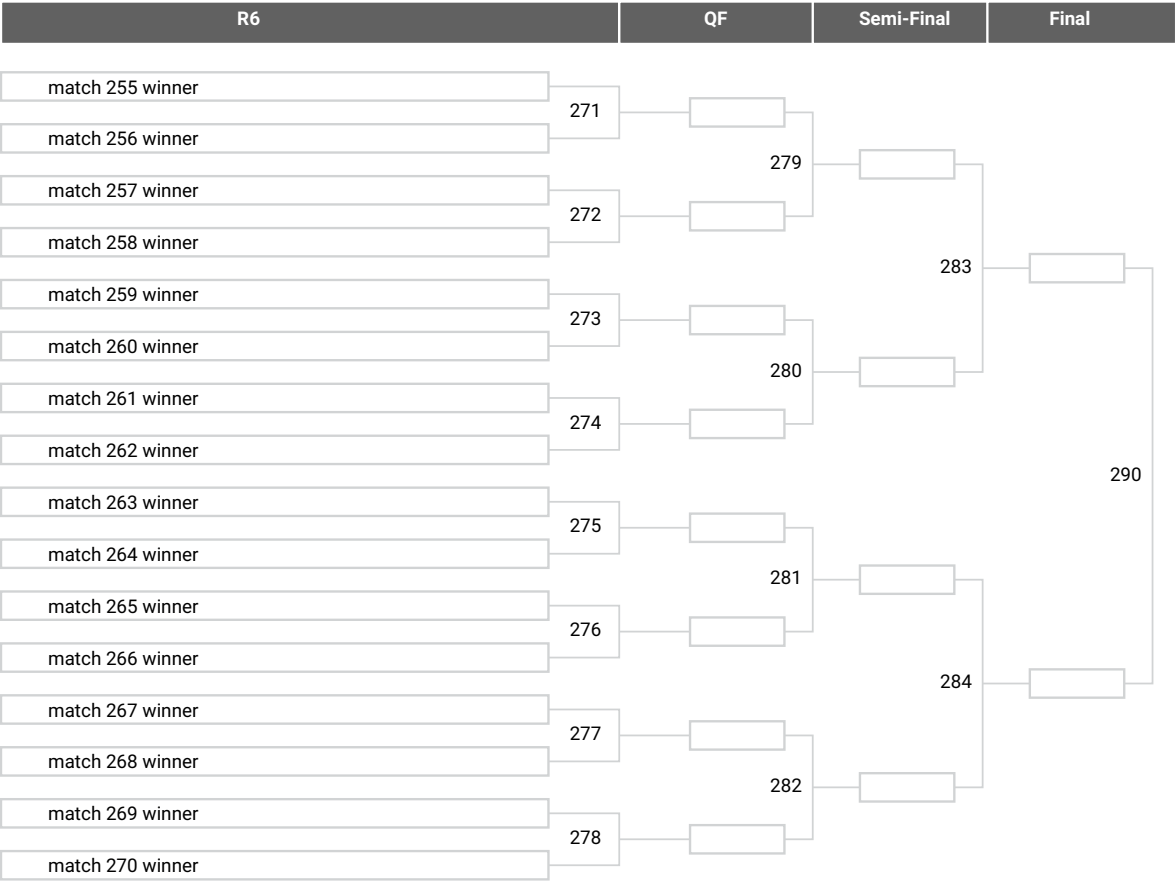 R6 QF Semi-Final Final
match 255 winner
271
match 256 winner
279
match 257 winner
272
match 258 winner
283
match 259 winner
273
match 260 winner
280
match 261 winner
274
match 262 winner
290
match 263 winner
275
match 264 winner
281
match 265 winner
276
match 266 winner
284
match 267 winner
277
match 268 winner
282
match 269 winner
278
match 270 winner